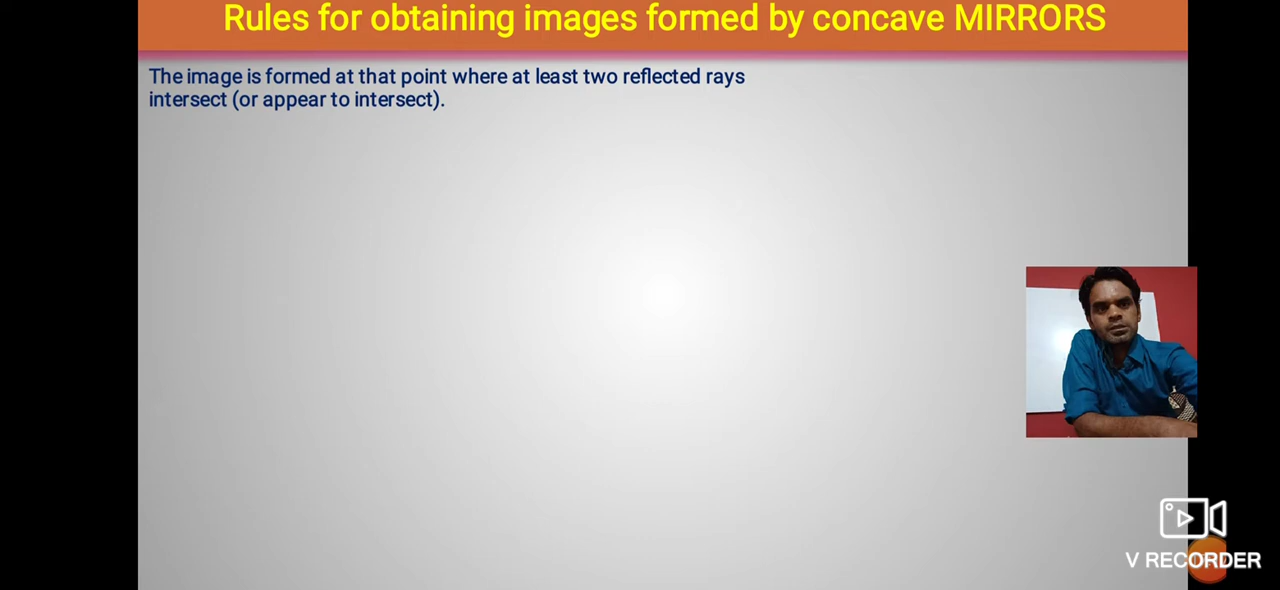 Rules for obtaining images formed by concave MIRRORS
The image is formed at that point where at least two reflected rays
intersect (or appear to intersect).
V RECORDER